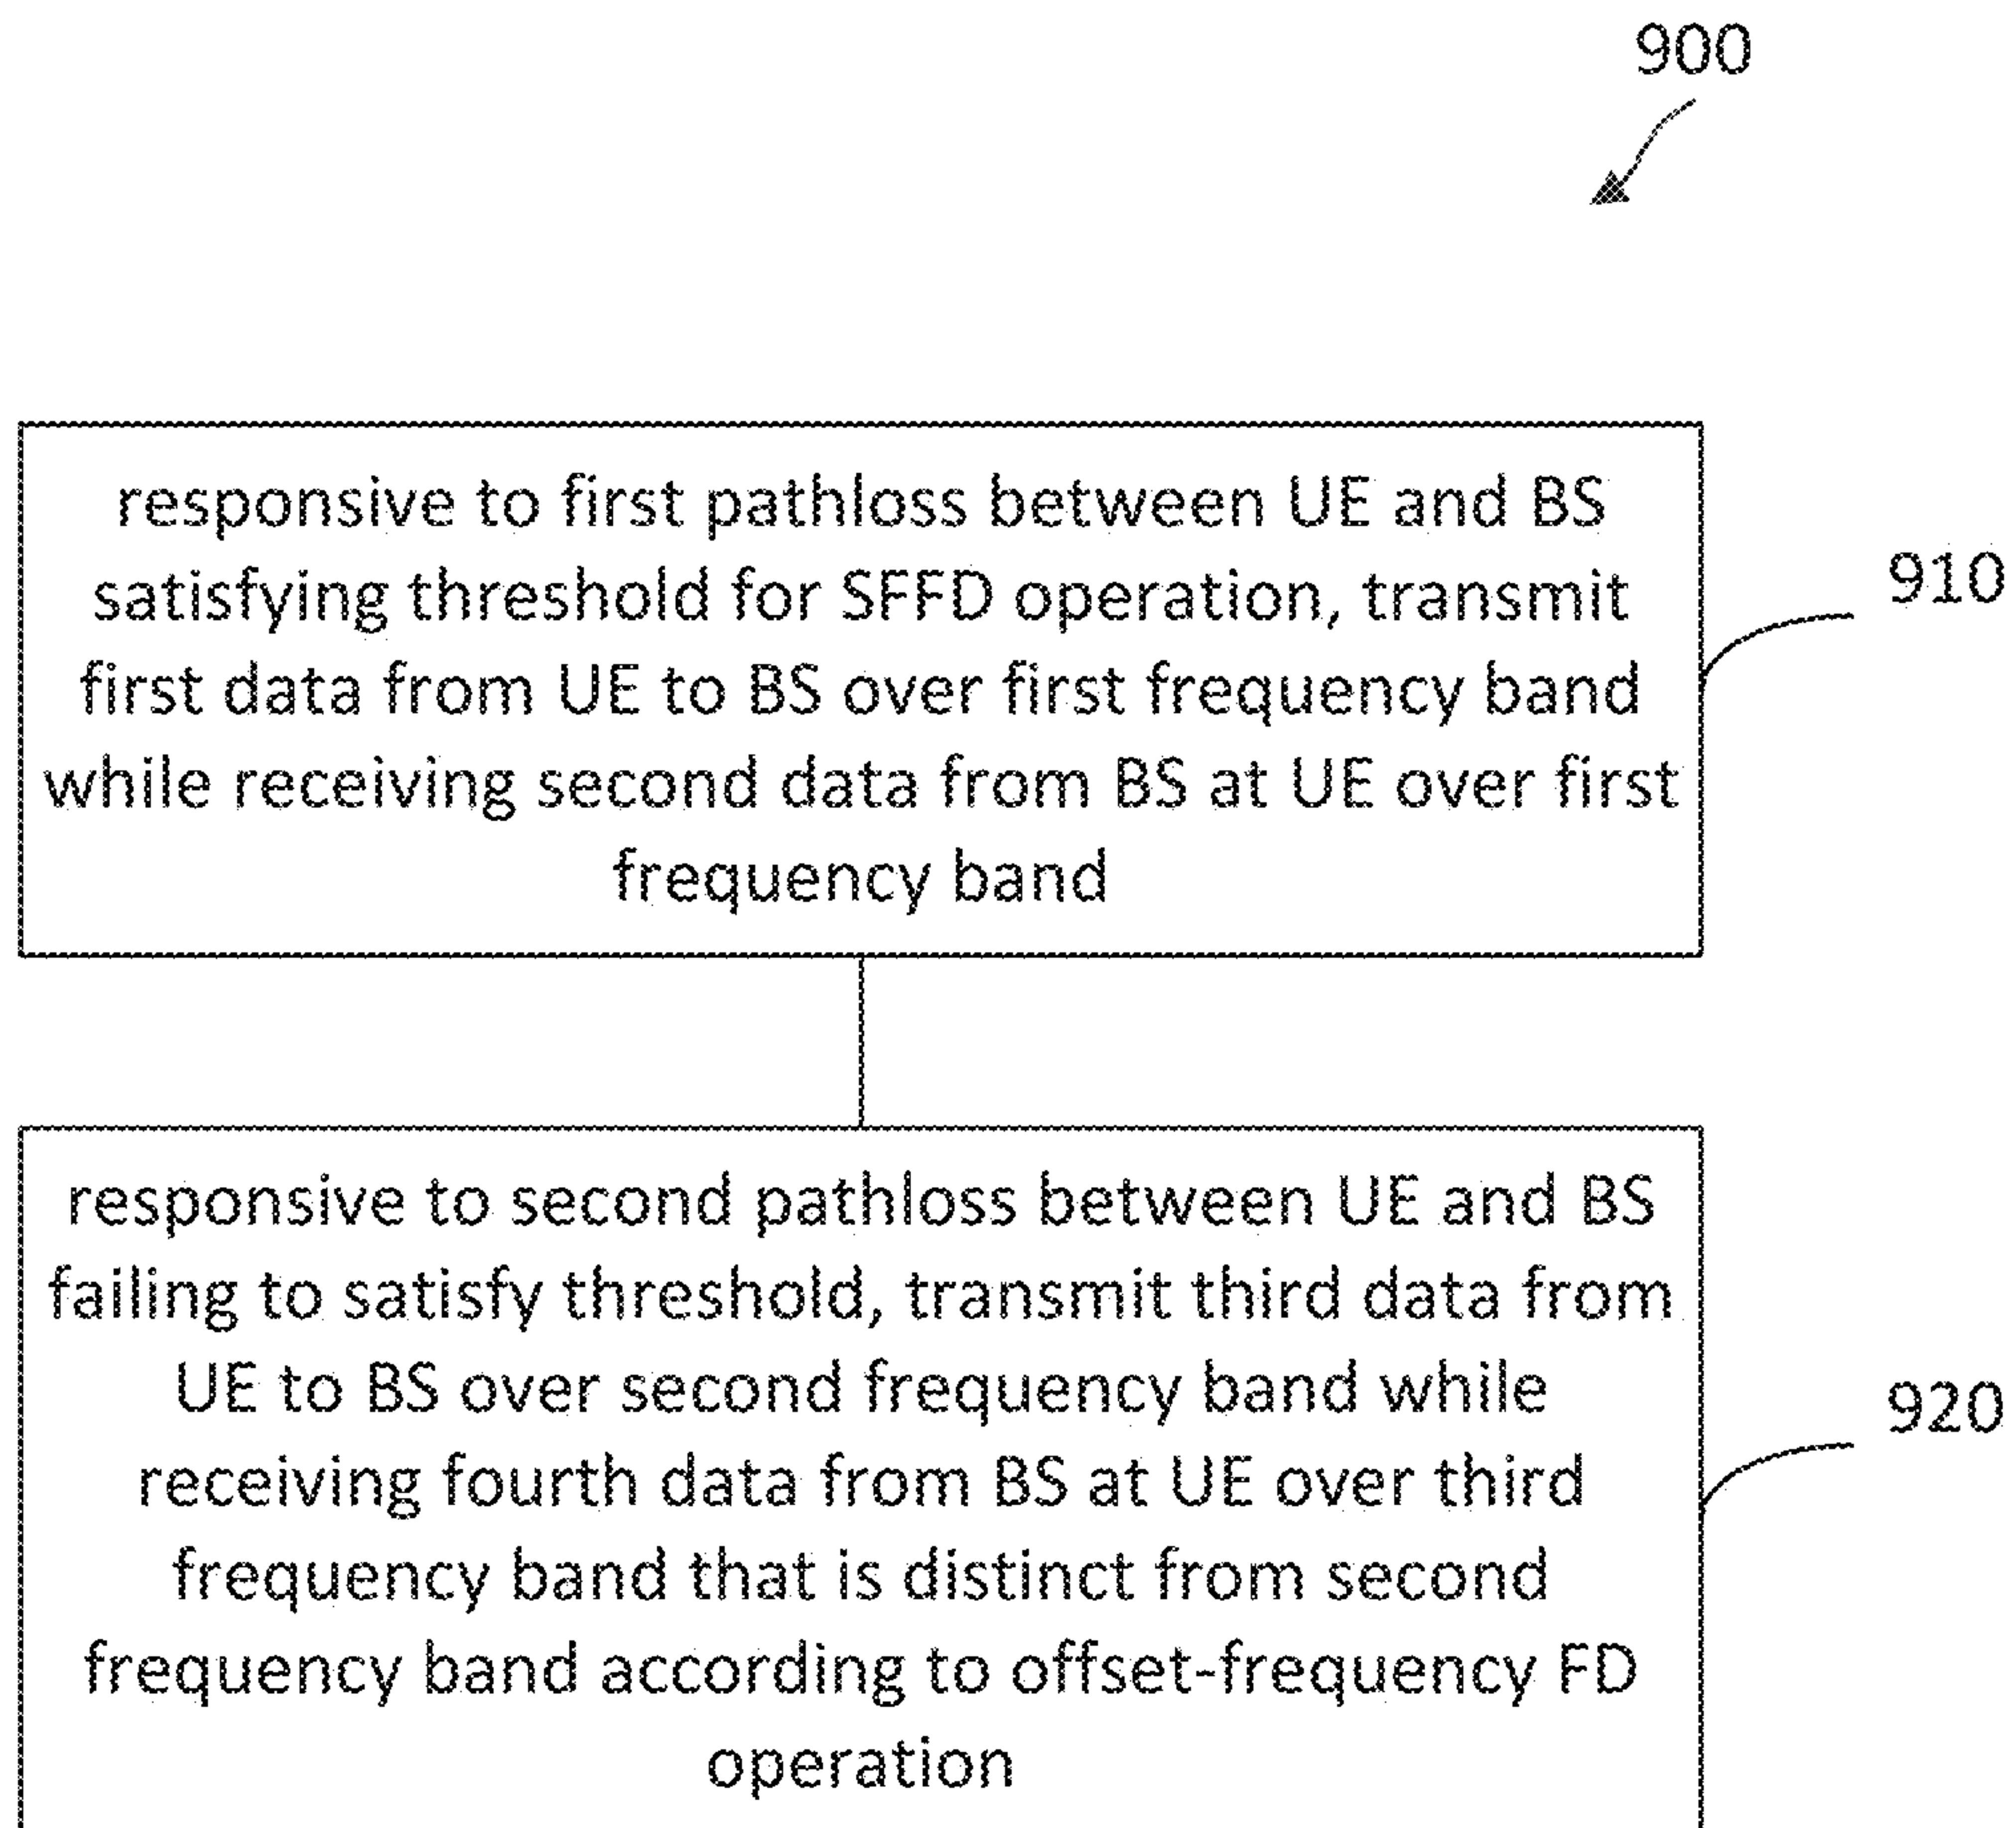 900
responsive to first pathloss between UE and BS
satisfying threshold for SFFD operation, transmit
first data from UE to BS over first frequency band
while receiving second data from BS at UE over first
frequency band
910
responsive to second pathloss between UE and BS
failing to satisfy threshold, transmit third data from
UE to BS over second frequency band while
receiving fourth data from BS at UE over third
frequency band that is distinct from second
frequency band according to offset-frequency FD
operation
920